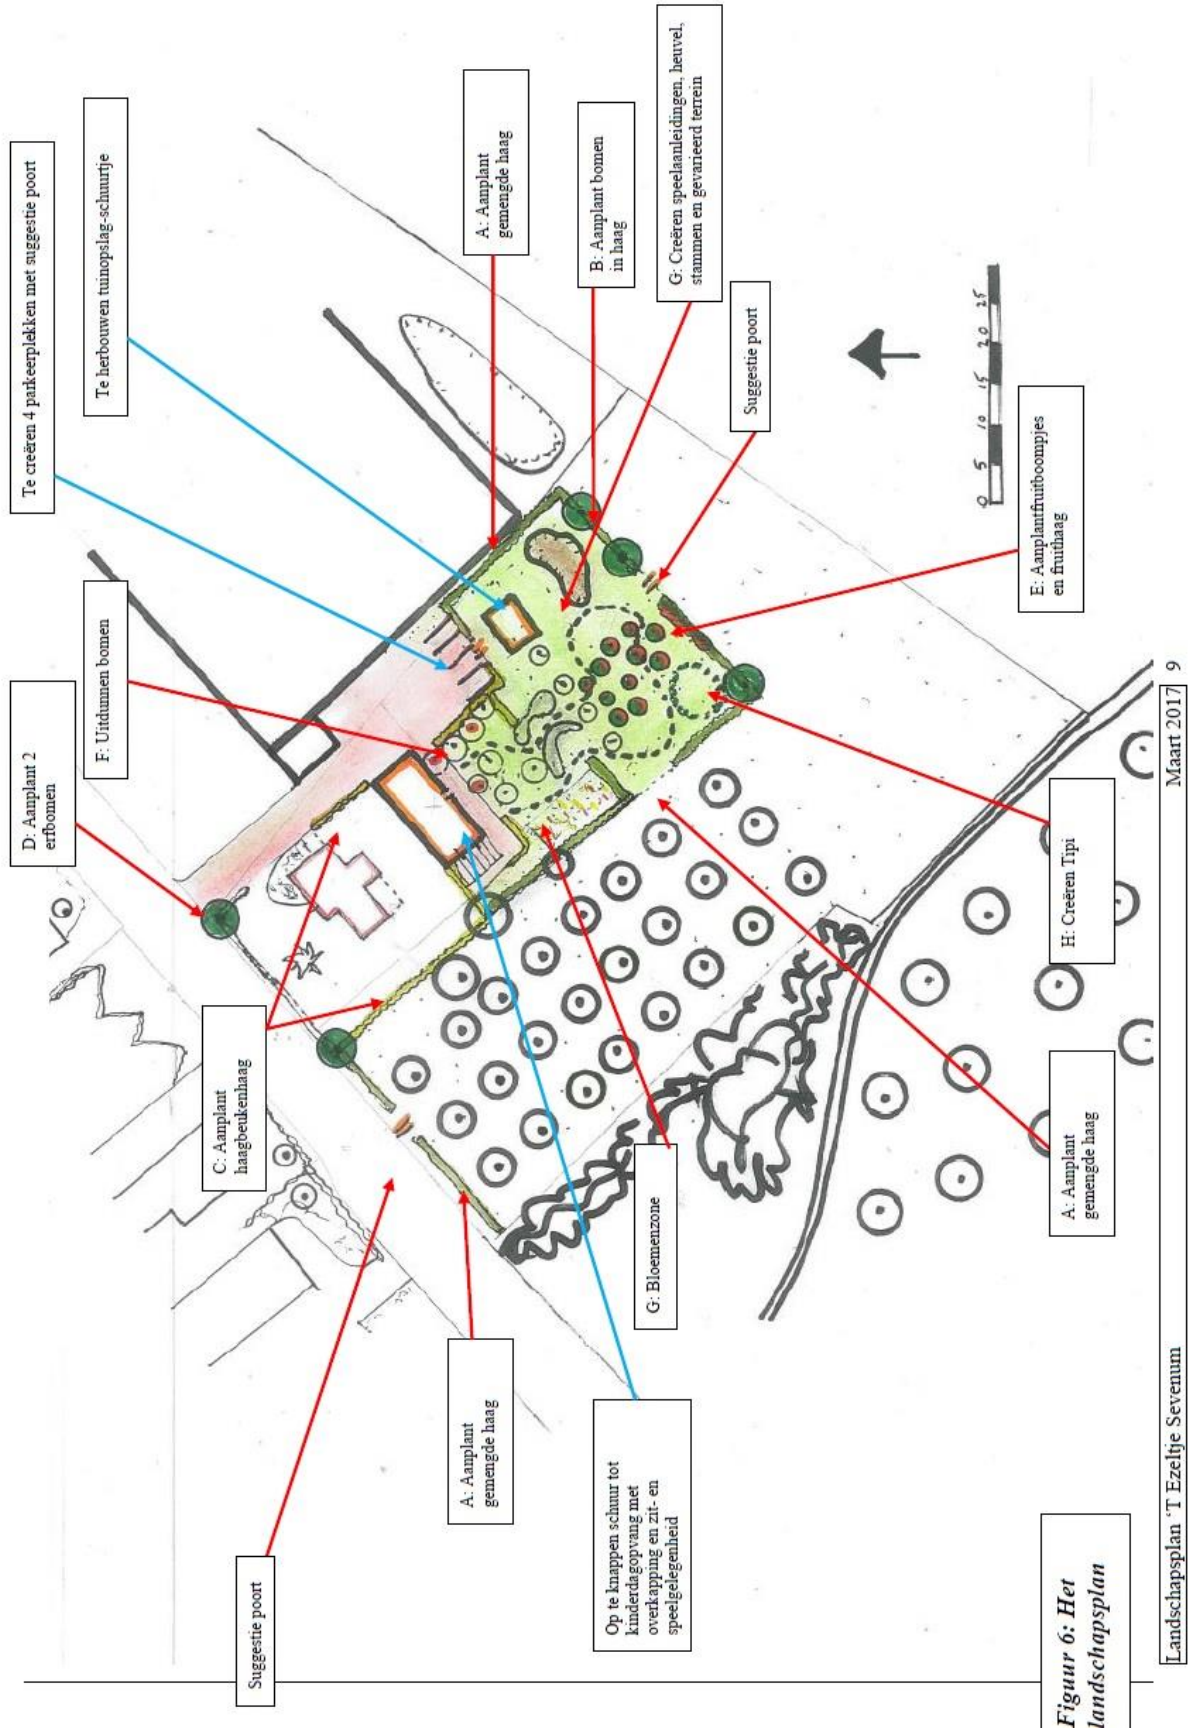 D: Aanplant 2
erfbomen
F: Uitdunnen bomen
Te creëren 4 parkeerplekken met suggestie poort
Te herbouwen tuinopslag-schuurtje
A: Aanplant
gemengde haag
B: Aanplant bomen
in haag
G: Creëren speelaanleidingen, heuvel,
stammen en gevarieerd terrein
Suggestie poort
C: Aanplant
haagbeukenhaag
Suggestie poort
A: Aanplant
gemengde haag
Op te knappen schuur tot
kinderdagopvang met
overkapping en zit- en
speelgelegenheid
G: Bloemenzone
A: Aanplant
gemengde haag
H: Creëren Tipi
E: Aanplantfruitboompjes
en fruithaag
0 5 10 15 20 25
Figuur 6: Het
landschapsplan
Landschapsplan 'T Ezeltje Sevenum Maart 2017 9